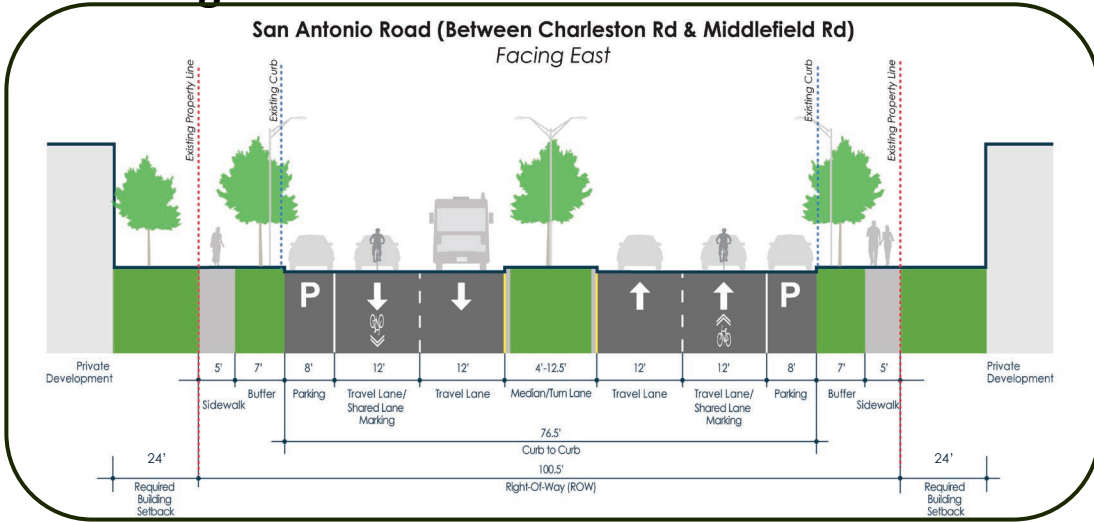 San Antonio Road (Between Charleston Rd & Middlefield Rd)
Facing East
Existing Property Line
Existing Curb
Existing Curb
Existing Property Line
P
P
5'
7'
8'
12'
12'
4'-12.5'
12'
12'
8'
7'
5'
Private
Development
Sidewalk
Buffer
Parking
Travel Lane/
Shared Lane
Marking
Travel Lane
Median/Turn Lane
Travel Lane
Travel Lane/
Shared Lane
Marking
Parking
Buffer
Sidewalk
Private
Development
76.5'
Curb to Curb
24'
Required
Building
Setback
100.5'
Right-Of-Way (ROW)
24'
Required
Building
Setback